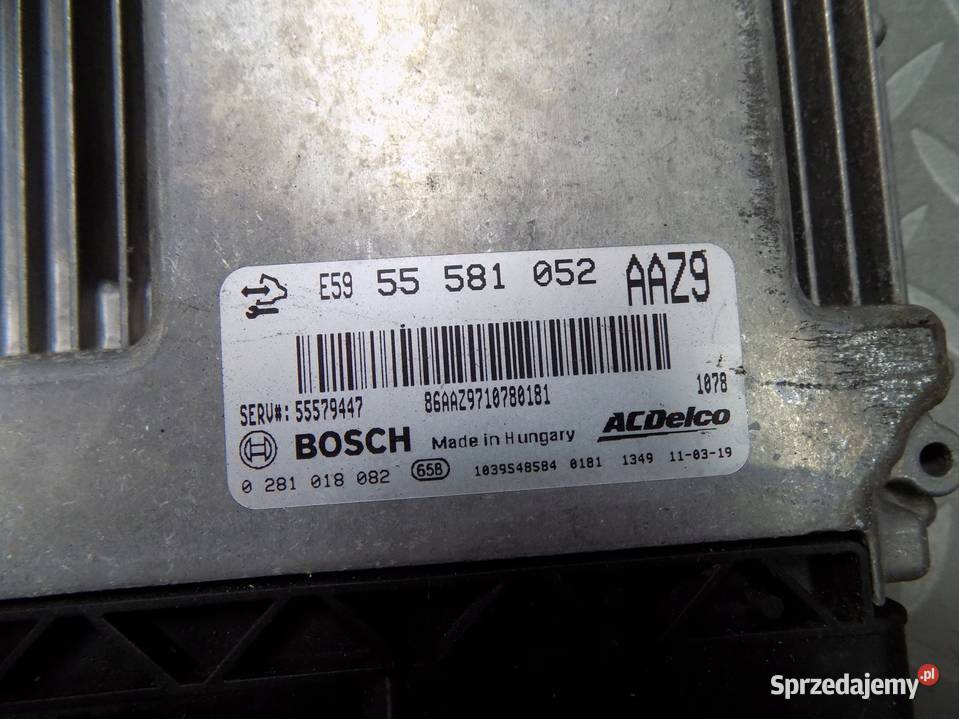 E59 55 581 052 AAZ9
SERV#: 55579447 86AAZ9710780181 1078
BOSCH Made in Hungary ACDelco
0 281 018 082 658 1039S48584 0181 1349 11-03-19
Sprzedajemy.pl